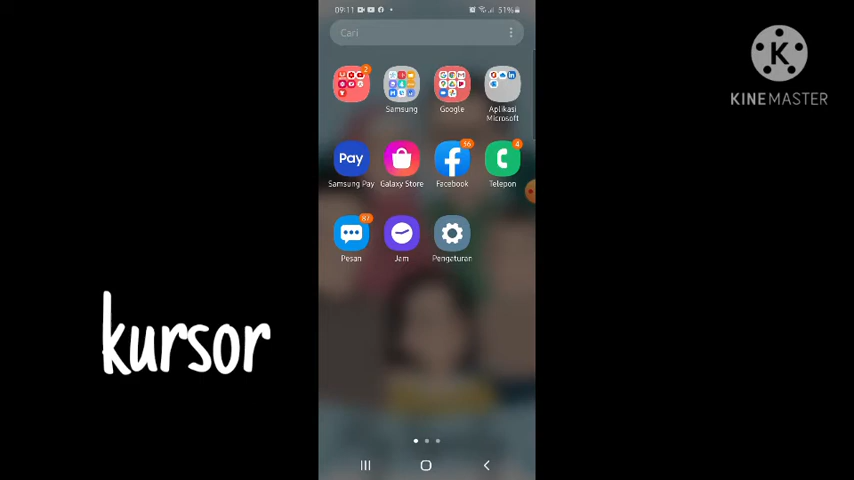 09:11
51%
Cari
KINEMASTER
2
Samsung
Google
Aplikasi
Microsoft
Pay
36
4
Samsung Pay
Galaxy Store
Facebook
Telepon
87
Pesan
Jam
Pengaturan
kursor